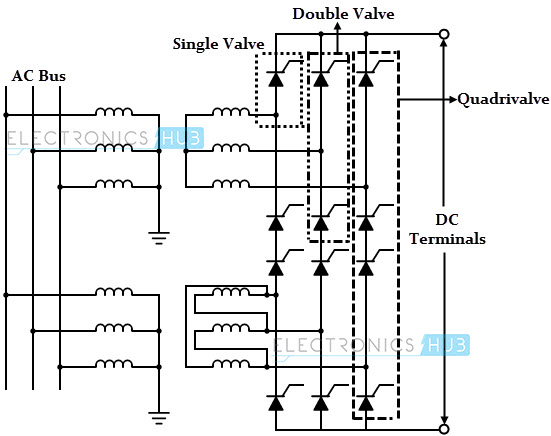 Double Valve
Single Valve
AC Bus
Quadrivalve
ELECTRONICS HUB
DC
Terminals
ELECTRONICS HUB